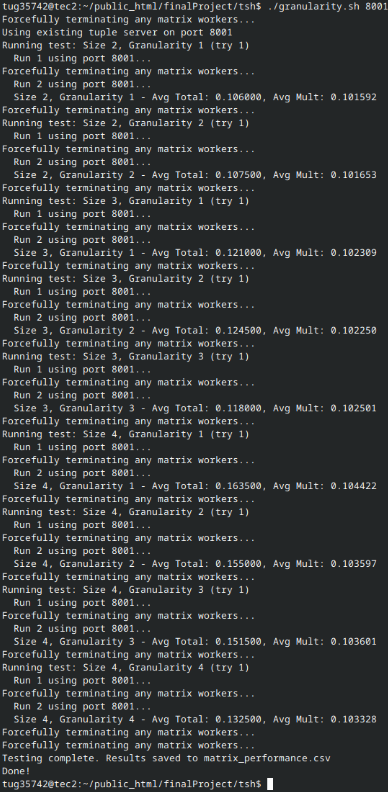 tug35742@tec2:~/public_html/finalProject/tsh$ ./granularity.sh 8001
Forcefully terminating any matrix workers...
Using existing tuple server on port 8001
Running test: Size 2, Granularity 1 (try 1)
  Run 1 using port 8001...
Forcefully terminating any matrix workers...
  Run 2 using port 8001...
  Size 2, Granularity 1 - Avg Total: 0.106000, Avg Mult: 0.101592
Forcefully terminating any matrix workers...
Running test: Size 2, Granularity 2 (try 1)
  Run 1 using port 8001...
Forcefully terminating any matrix workers...
  Run 2 using port 8001...
  Size 2, Granularity 2 - Avg Total: 0.107500, Avg Mult: 0.101653
Forcefully terminating any matrix workers...
Running test: Size 3, Granularity 1 (try 1)
  Run 1 using port 8001...
Forcefully terminating any matrix workers...
  Run 2 using port 8001...
  Size 3, Granularity 1 - Avg Total: 0.121000, Avg Mult: 0.102309
Forcefully terminating any matrix workers...
Running test: Size 3, Granularity 2 (try 1)
  Run 1 using port 8001...
Forcefully terminating any matrix workers...
  Run 2 using port 8001...
  Size 3, Granularity 2 - Avg Total: 0.124500, Avg Mult: 0.102250
Forcefully terminating any matrix workers...
Running test: Size 3, Granularity 3 (try 1)
  Run 1 using port 8001...
Forcefully terminating any matrix workers...
  Run 2 using port 8001...
  Size 3, Granularity 3 - Avg Total: 0.118000, Avg Mult: 0.102501
Forcefully terminating any matrix workers...
Running test: Size 4, Granularity 1 (try 1)
  Run 1 using port 8001...
Forcefully terminating any matrix workers...
  Run 2 using port 8001...
  Size 4, Granularity 1 - Avg Total: 0.163500, Avg Mult: 0.104422
Forcefully terminating any matrix workers...
Running test: Size 4, Granularity 2 (try 1)
  Run 1 using port 8001...
Forcefully terminating any matrix workers...
  Run 2 using port 8001...
  Size 4, Granularity 2 - Avg Total: 0.155000, Avg Mult: 0.103597
Forcefully terminating any matrix workers...
Running test: Size 4, Granularity 3 (try 1)
  Run 1 using port 8001...
Forcefully terminating any matrix workers...
  Run 2 using port 8001...
  Size 4, Granularity 3 - Avg Total: 0.151500, Avg Mult: 0.103601
Forcefully terminating any matrix workers...
Running test: Size 4, Granularity 4 (try 1)
  Run 1 using port 8001...
Forcefully terminating any matrix workers...
  Run 2 using port 8001...
  Size 4, Granularity 4 - Avg Total: 0.132500, Avg Mult: 0.103328
Forcefully terminating any matrix workers...
Forcefully terminating any matrix workers...
Testing complete. Results saved to matrix_performance.csv
Done!
tug35742@tec2:~/public_html/finalProject/tsh$